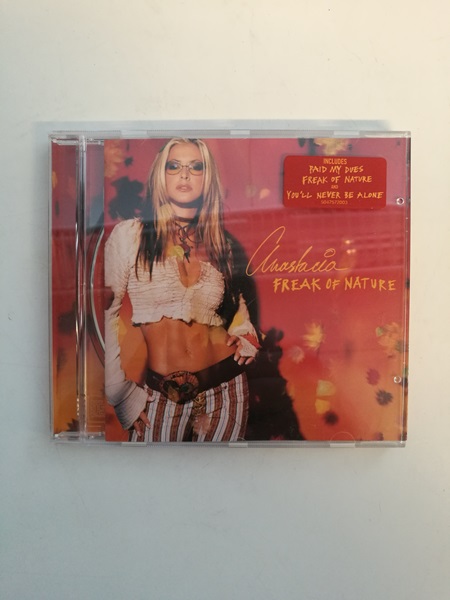 INCLUDES
PAID MY DUES
FREAK OF NATURE
AND
YOU'LL NEVER BE ALONE
Anastacia
FREAK OF NATURE